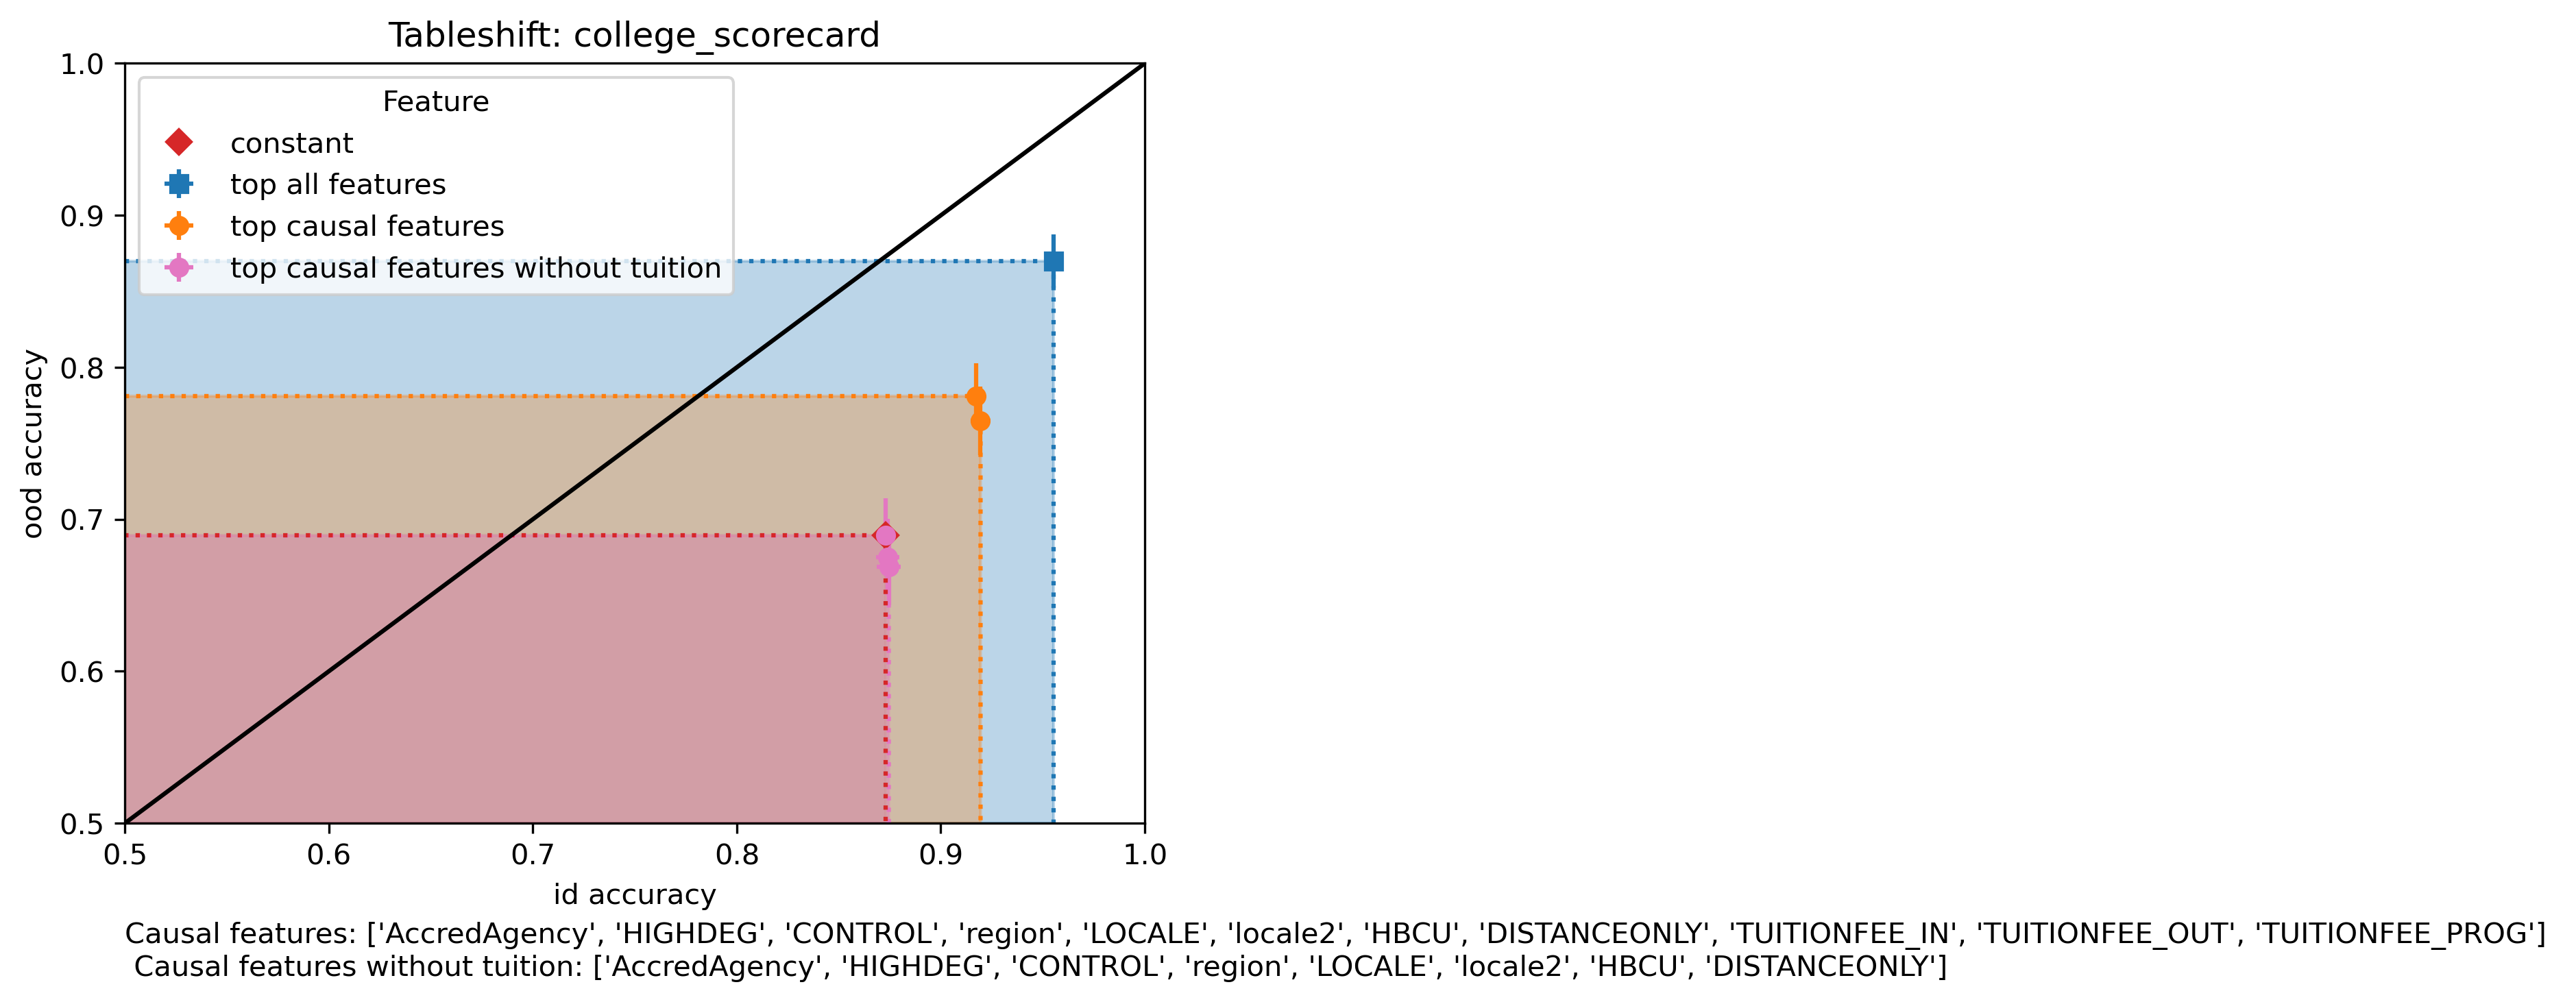 Tableshift: college_scorecard
Feature
constant
top all features
top causal features
top causal features without tuition
ood accuracy
1.0
0.9
0.8
0.7
0.6
0.5
0.5 0.6 0.7 0.8 0.9 1.0
id accuracy
Causal features: ['AccredAgency', 'HIGHDEG', 'CONTROL', 'region', 'LOCALE', 'locale2', 'HBCU', 'DISTANCEONLY', 'TUITIONFEE_IN', 'TUITIONFEE_OUT', 'TUITIONFEE_PROG']
Causal features without tuition: ['AccredAgency', 'HIGHDEG', 'CONTROL', 'region', 'LOCALE', 'locale2', 'HBCU', 'DISTANCEONLY']